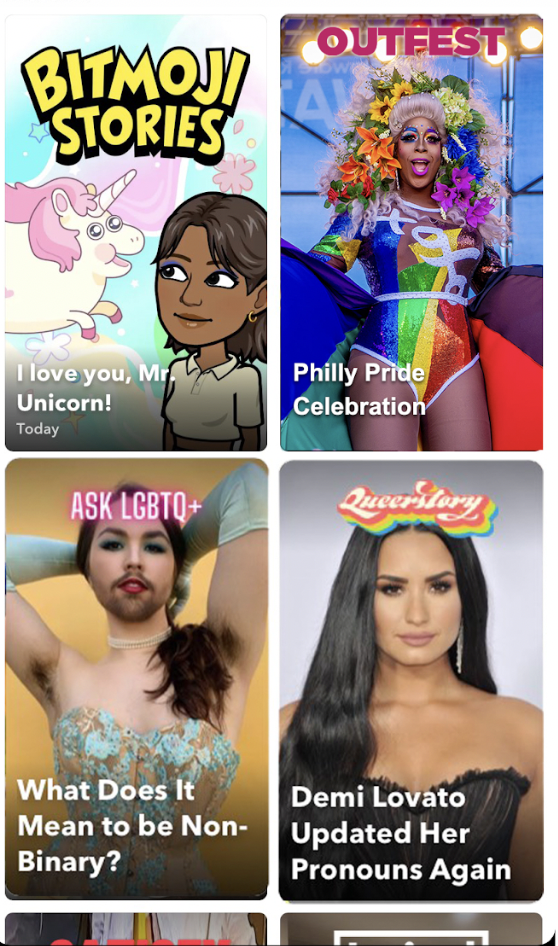 BITMOJI
STORIES
I love you, Mr.
Unicorn!
Today
OUTFEST
Philly Pride
Celebration
ASK LGBTQ+
What Does It
Mean to be Non-
Binary?
Queerstory
Demi Lovato
Updated Her
Pronouns Again